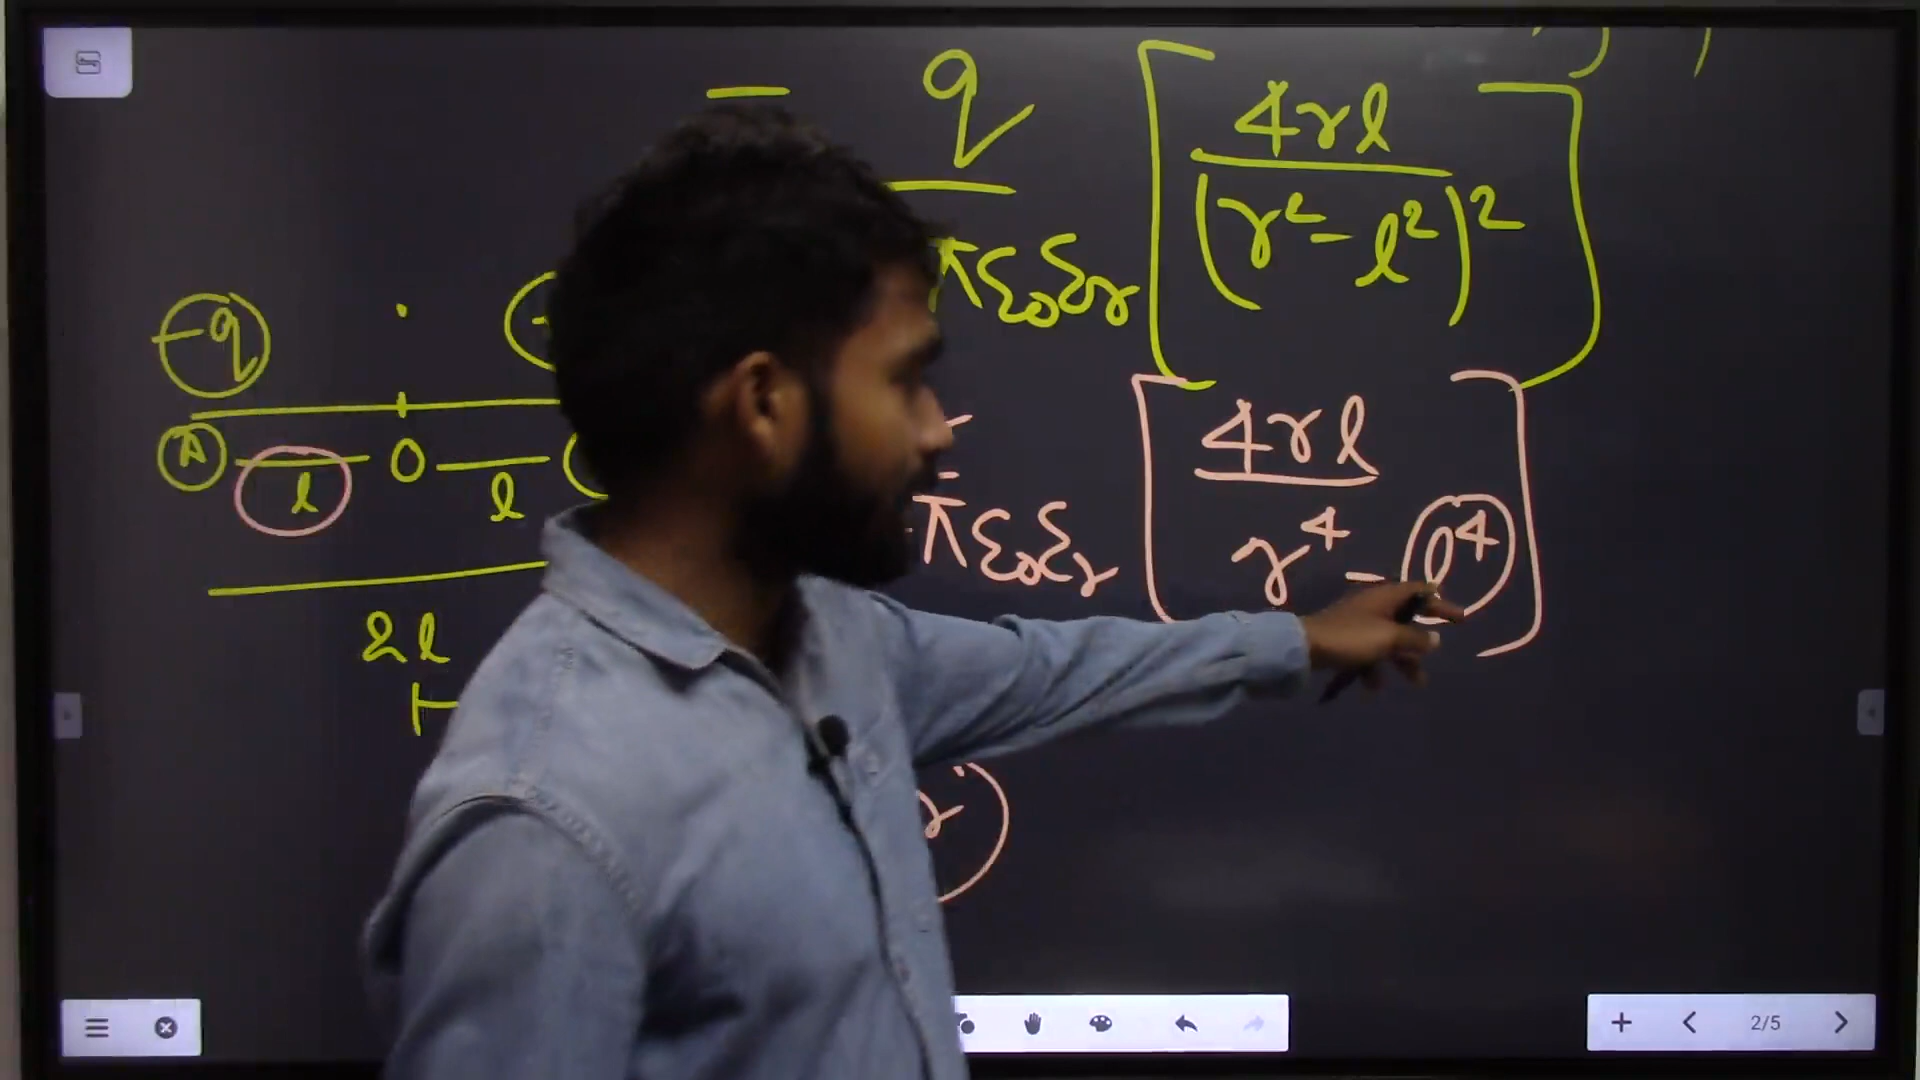 = q/πε₀εᵣ [4rl/(r² - l²)²]
-q
A l O l
2l
πε₀εᵣ [4rl/r⁴ - l⁴]
r
2/5